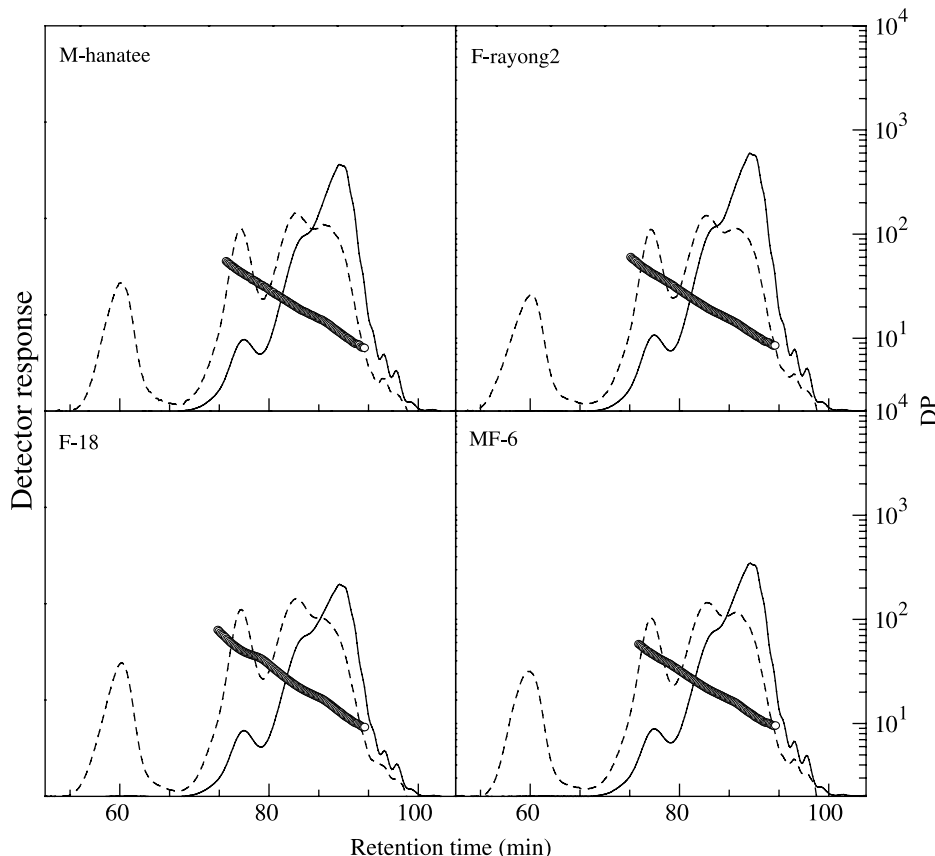 M-hanatee
F-rayong2
F-18
MF-6
Detector response
DP
10^4
10^3
10^2
10^1
10^4
10^3
10^2
10^1
60 80 100
60 80 100
Retention time (min)